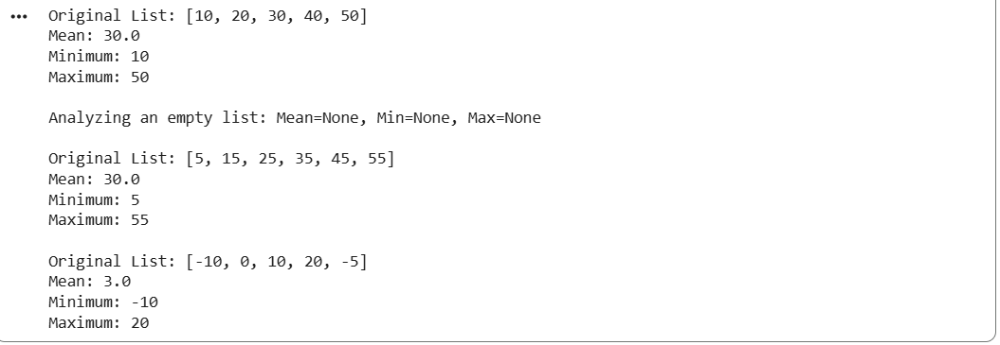 Original List: [10, 20, 30, 40, 50]
Mean: 30.0
Minimum: 10
Maximum: 50
Analyzing an empty list: Mean=None, Min=None, Max=None
Original List: [5, 15, 25, 35, 45, 55]
Mean: 30.0
Minimum: 5
Maximum: 55
Original List: [-10, 0, 10, 20, -5]
Mean: 3.0
Minimum: -10
Maximum: 20